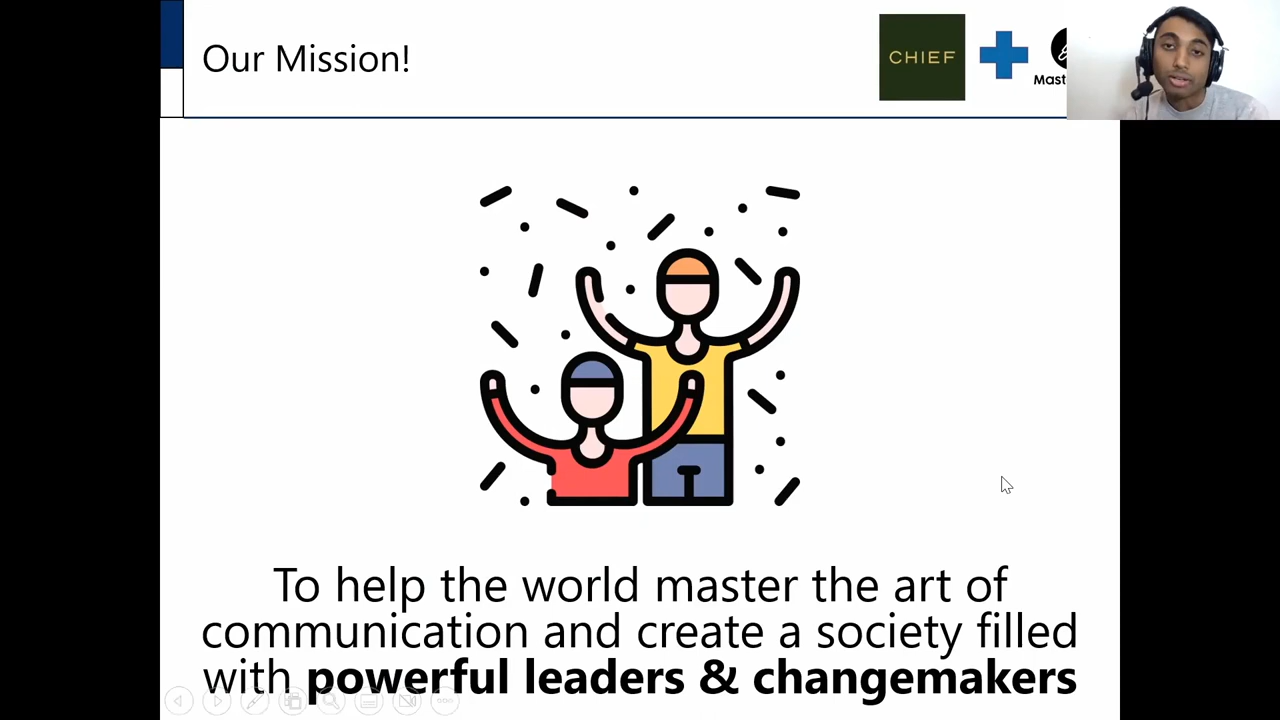 Our Mission!
CHIEF
Mast
To help the world master the art of
communication and create a society filled
with powerful leaders & changemakers